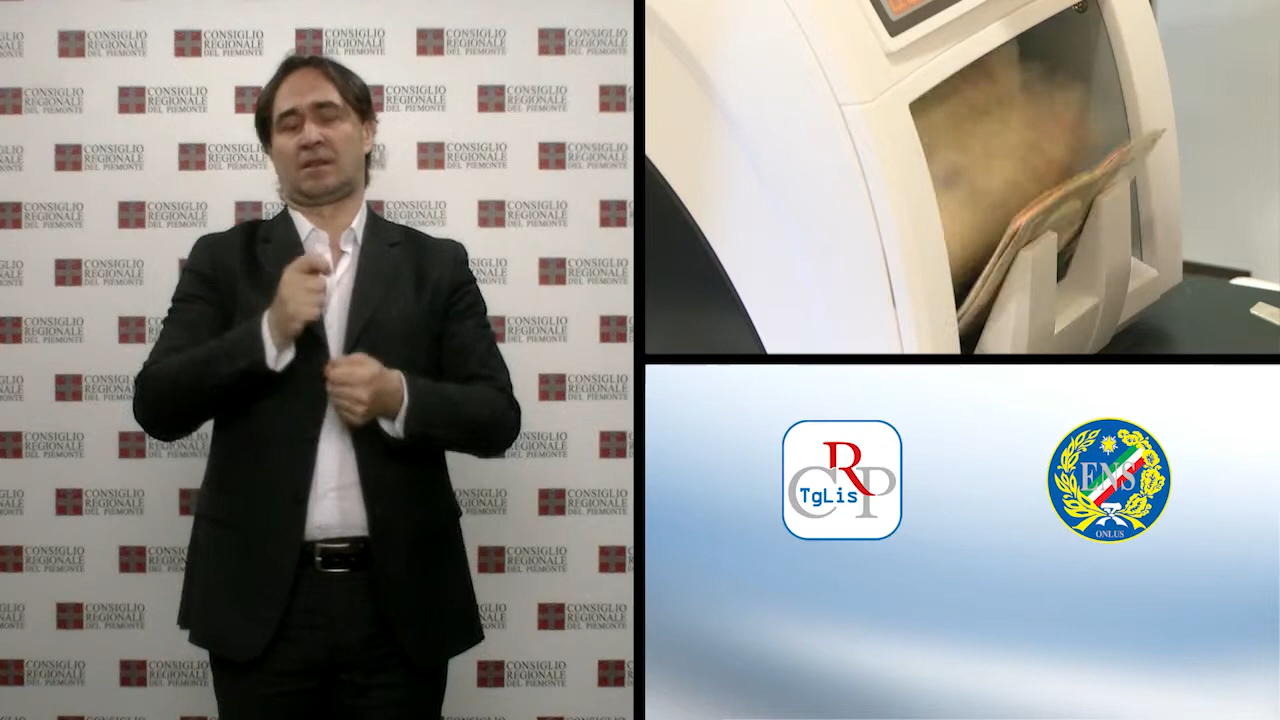 CONSIGLIO
REGIONALE
DEL PIEMONTE
CRP
TgLis
ENS
ONLUS